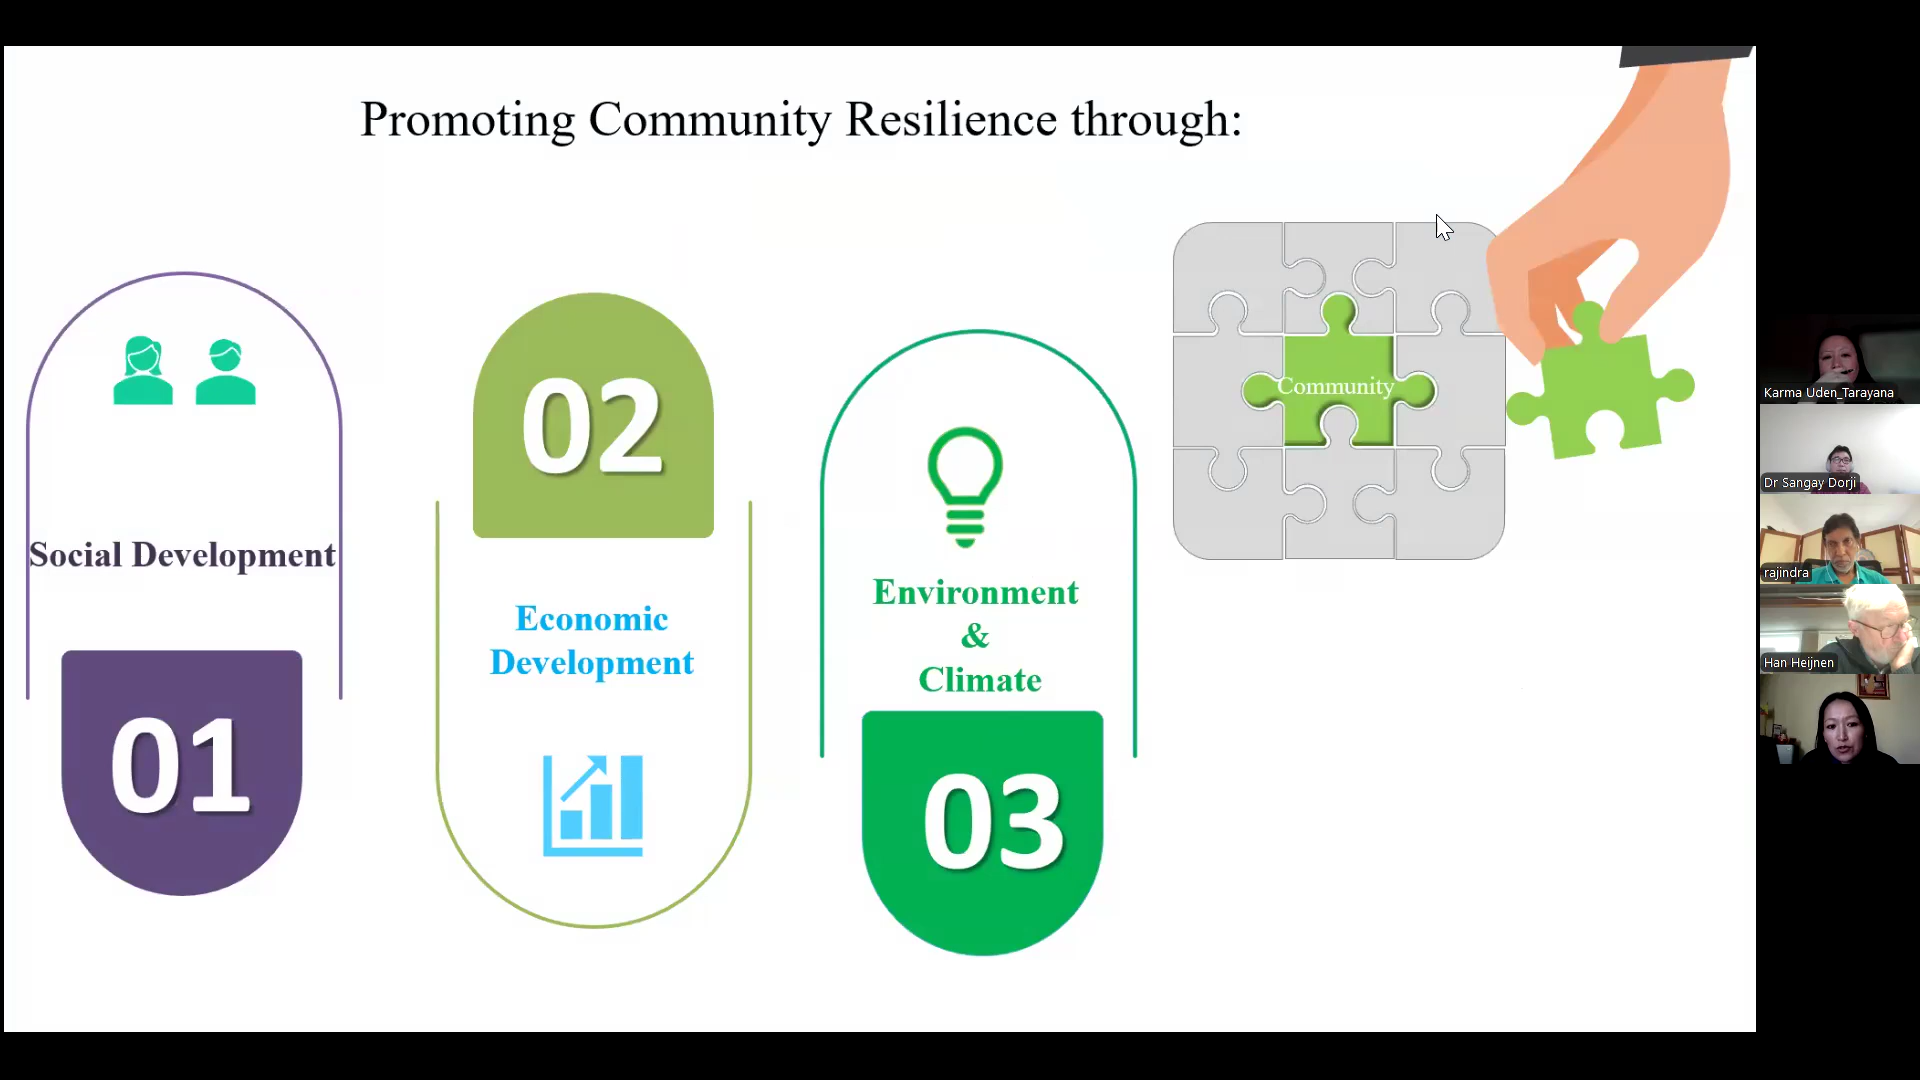 Promoting Community Resilience through:
Social Development
01
02
Economic
Development
Environment
&
Climate
03
Community
Karma Uden_Tarayana
Dr Sangay Dorji
rajindra
Han Heijnen